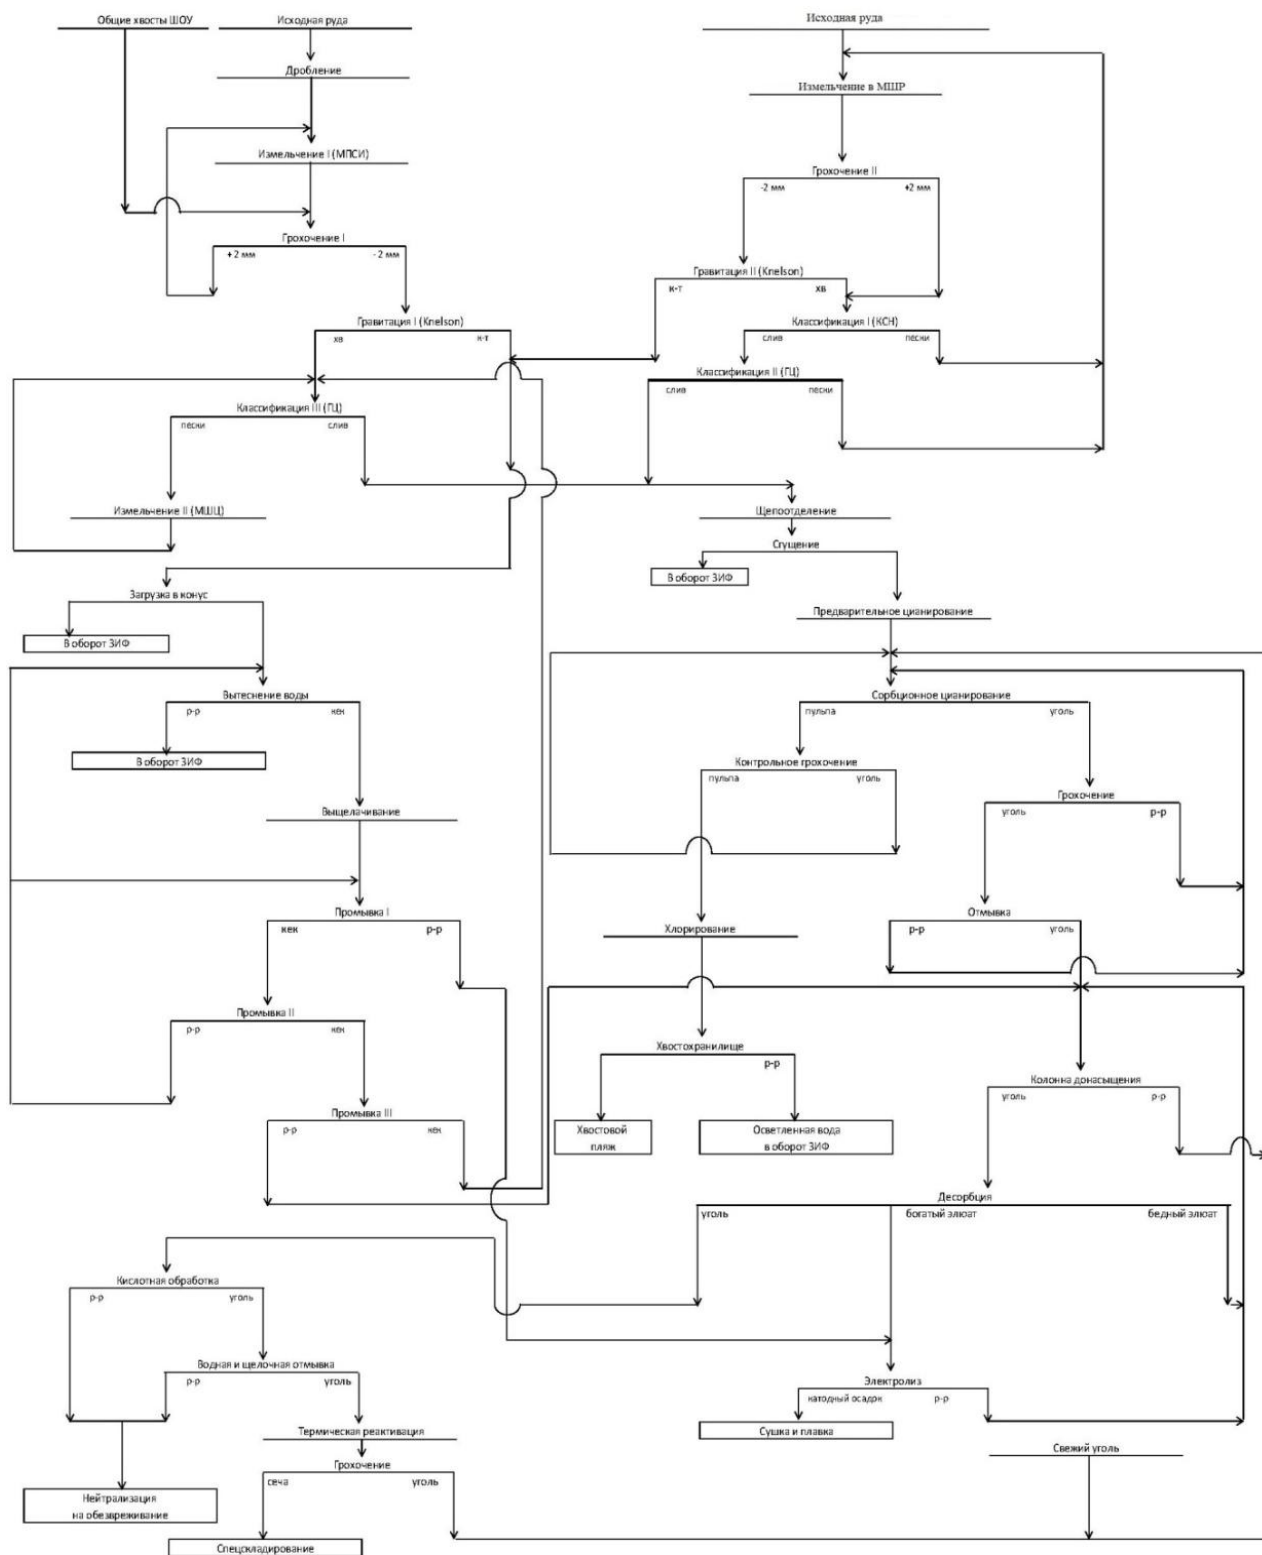 Общие хвосты ШОУ
Исходная руда
Исходная руда
Дробление
Измельчение в МШР
Измельчение I (МПСИ)
Грохочение II
-2 мм
+2 мм
Грохочение I
+ 2 мм
- 2 мм
Гравитация II (Knelson)
к-т
хв
Гравитация I (Knelson)
хв
к-т
Классификация I (КСН)
слив
пески
Классификация II (ГЦ)
слив
пески
Классификация III (ГЦ)
пески
слив
Измельчение II (МШЦ)
Щепоотделение
Сгущение
В оборот ЗИФ
Загрузка в конус
В оборот ЗИФ
Предварительное цианирование
Вытеснение воды
р-р
кек
В оборот ЗИФ
Сорбционное цианирование
пульпа
уголь
Контрольное грохочение
пульпа
уголь
Грохочение
уголь
р-р
Выщелачивание
Промывка I
кек
р-р
Отмывка
р-р
уголь
Хлорирование
Промывка II
р-р
кек
Хвостохранилище
р-р
Колонна донасыщения
уголь
р-р
Промывка III
р-р
кек
Хвостовой
пляж
Осветленная вода
в оборот ЗИФ
Десорбция
уголь
богатый элюат
бедный элюат
Кислотная обработка
р-р
уголь
Водная и щелочная отмывка
р-р
уголь
Электролиз
катодный осадок
р-р
Сушка и плавка
Термическая реактивация
Грохочение
сеча
уголь
Свежий уголь
Нейтрализация
на обезвреживание
Спецскладирование